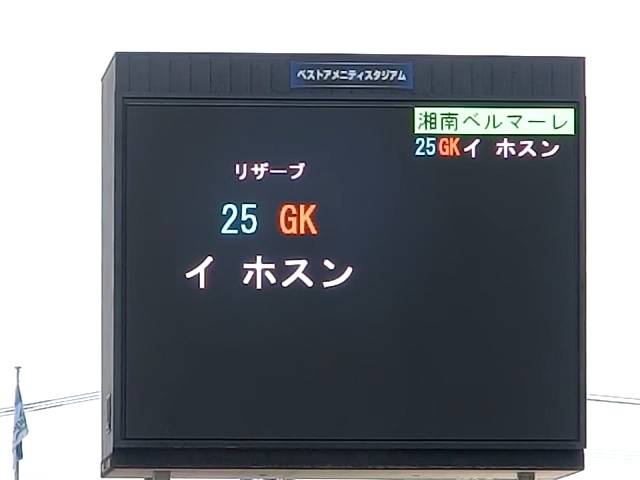 ベストアメニティスタジアム
湘南ベルマーレ
25GKイ ホスン
リザーブ
25 GK
イ ホスン